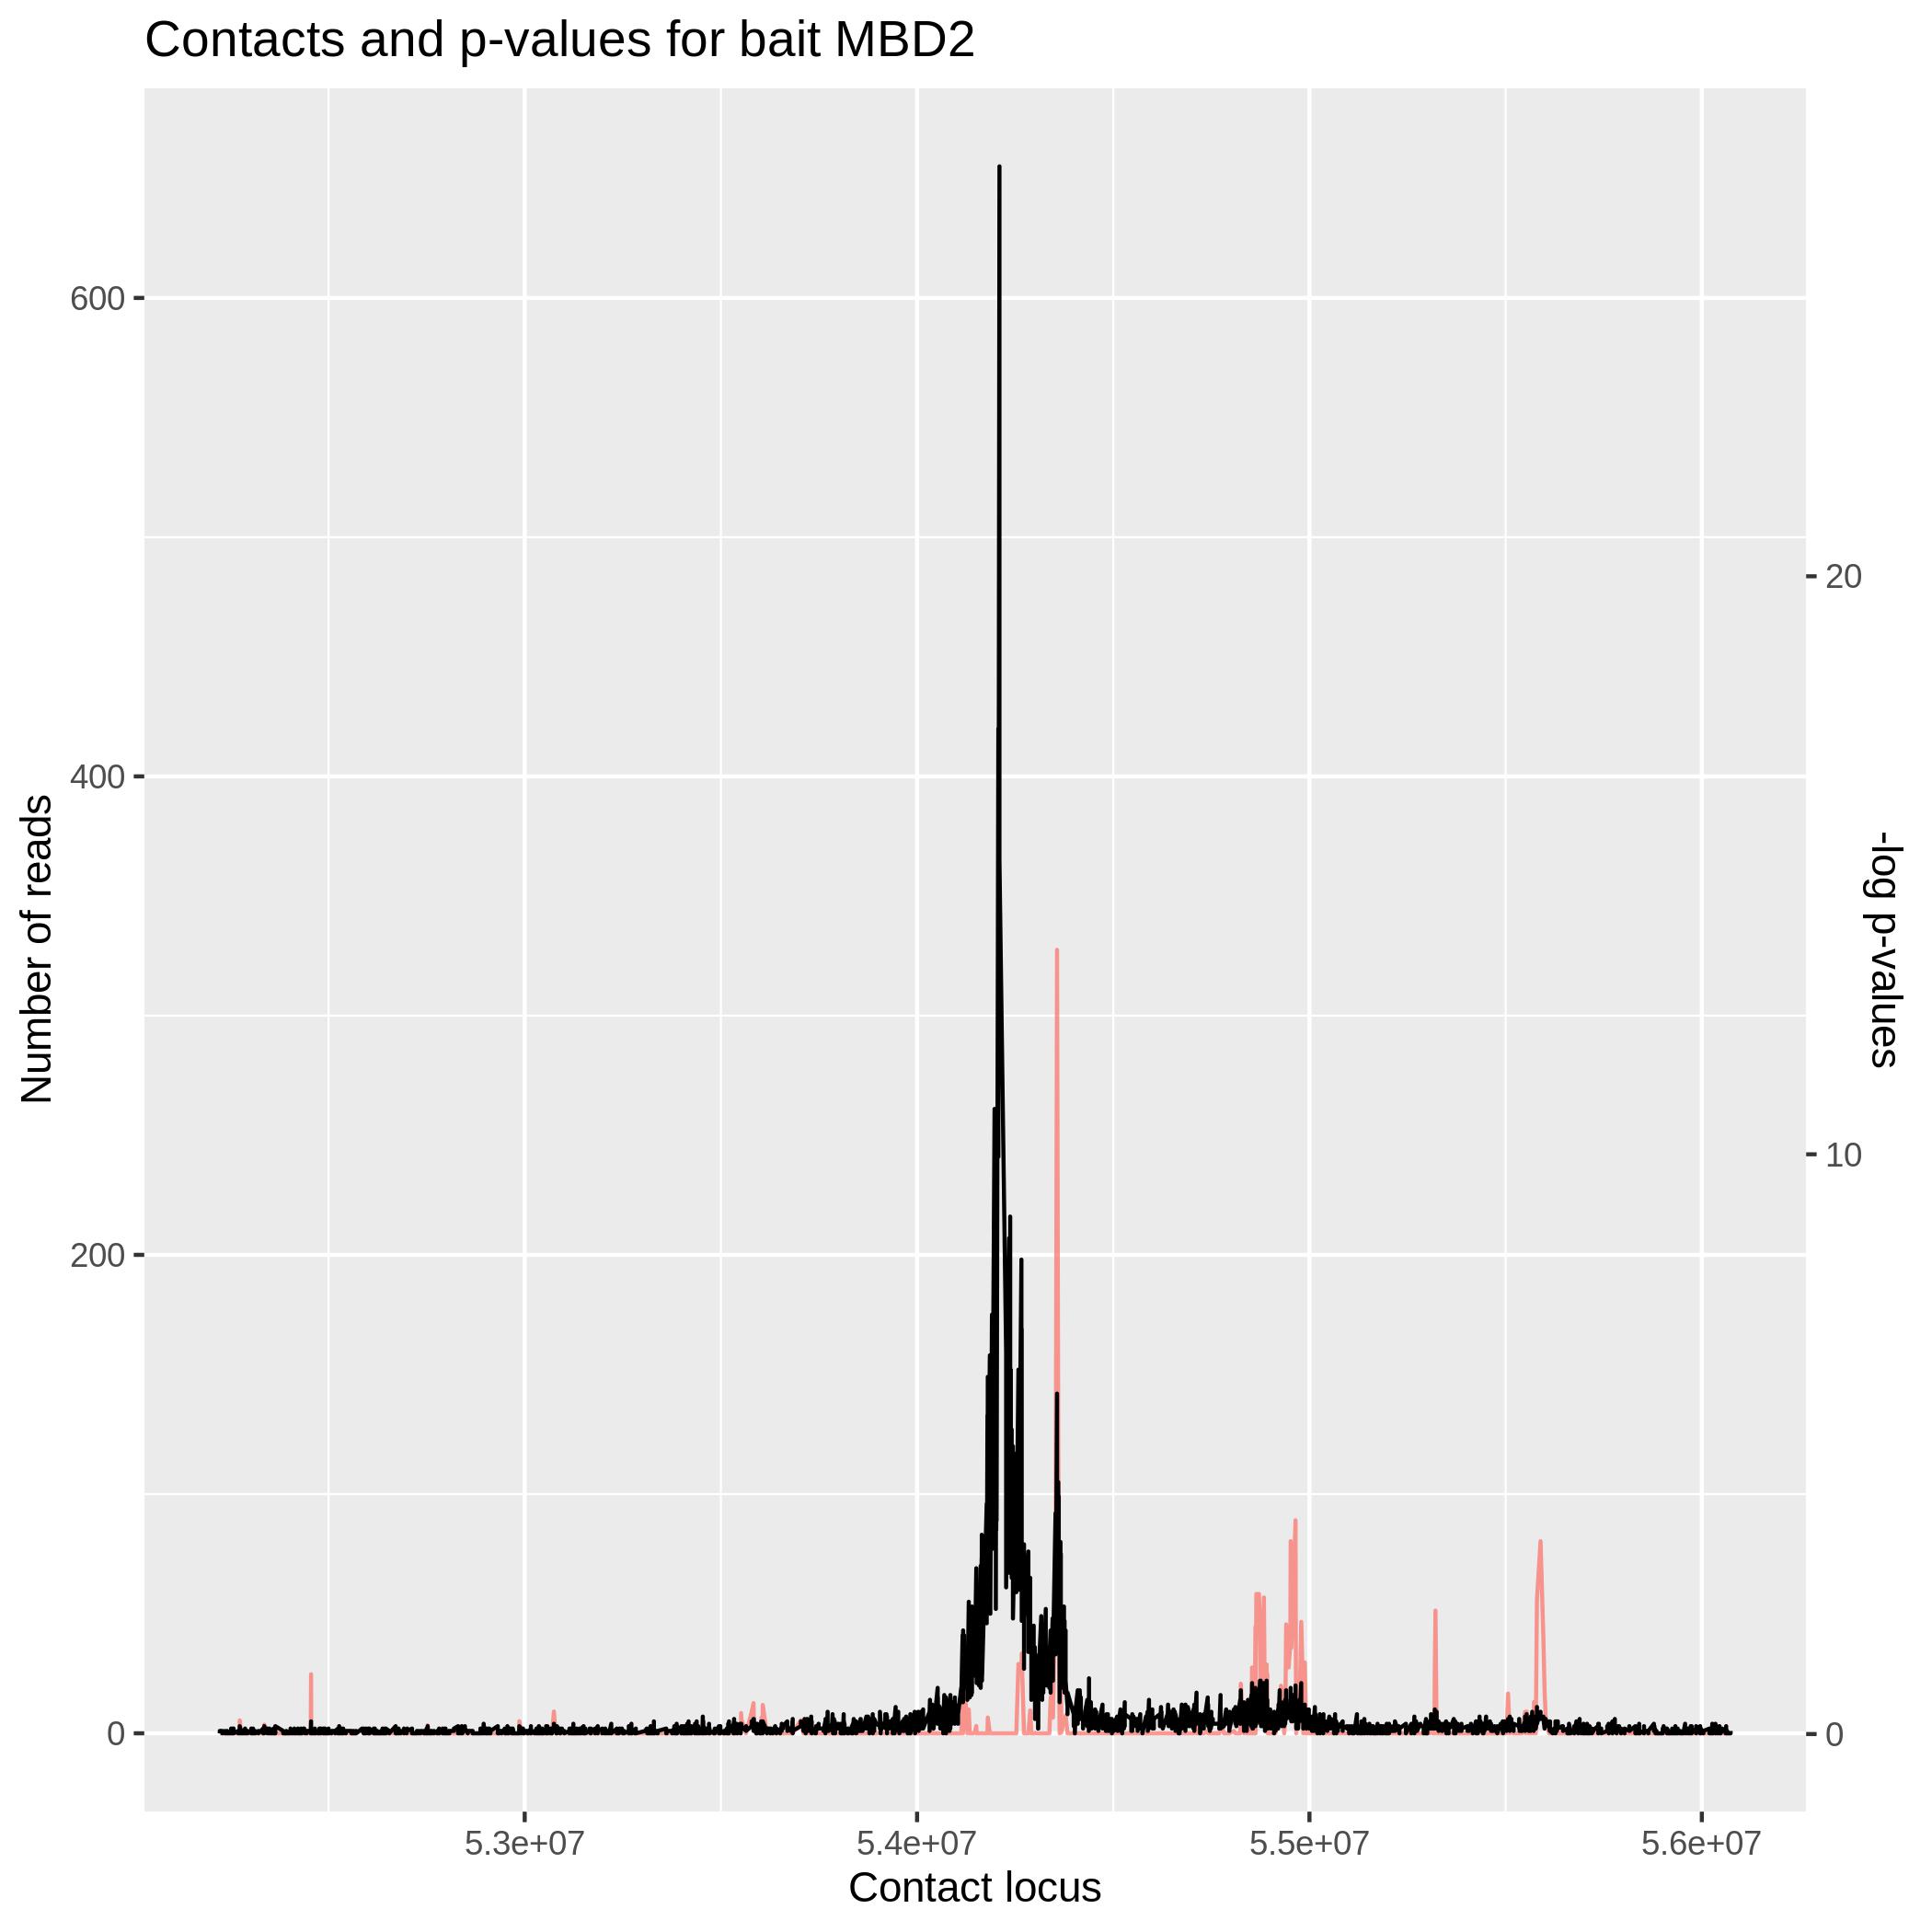 Contacts and p-values for bait MBD2
600
400
200
0
Number of reads
20
10
0
-log p-values
5.3e+07
5.4e+07
5.5e+07
5.6e+07
Contact locus